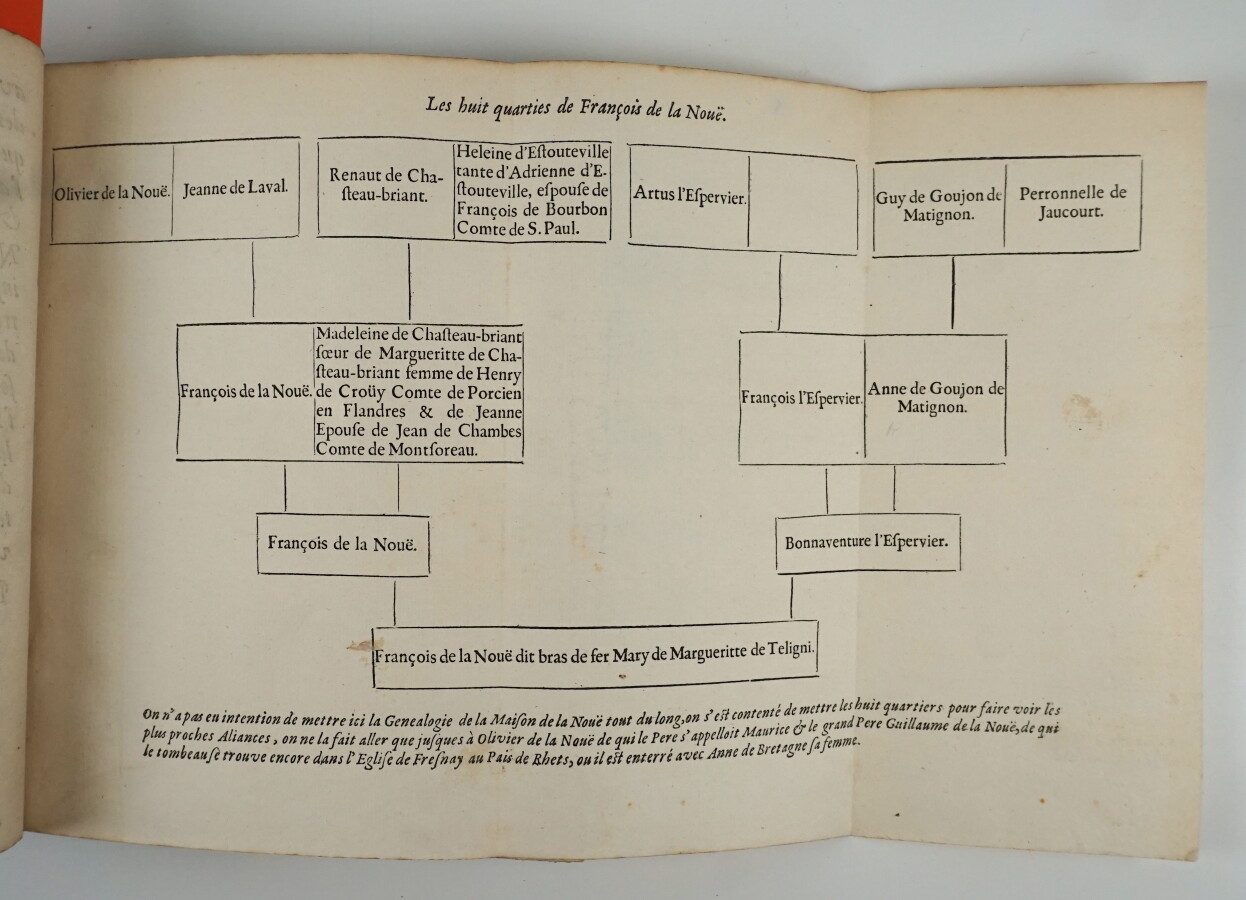 Les huit quarties de François de la Nouë.
Olivier de la Nouë.
Jeanne de Laval.
Renaut de Cha-
ſteau-briant.
Heleine d'Eſtouteville
tante d'Adrienne d'E-
ſtouteville, eſpouſe de
François de Bourbon
Comte de S. Paul.
Artus l'Eſpervier.
Guy de Goujon de
Matignon.
Perronnelle de
Jaucourt.
François de la Nouë.
Madeleine de Chaſteau-briant
ſœur de Margueritte de Cha-
ſteau-briant femme de Henry
de Croüy Comte de Porcien
en Flandres & de Jeanne
Epouſe de Jean de Chambes
Comte de Montſoreau.
François l'Eſpervier.
Anne de Goujon de
Matignon.
François de la Nouë.
Bonnaventure l'Eſpervier.
François de la Nouë dit bras de fer Mary de Margueritte de Teligni.
On n'a pas eu intention de mettre ici la Genealogie de la Maiſon de la Nouë tout du long, on s'eſt contenté de mettre les huit quartiers pour faire voir les
plus proches Aliances, on ne la fait aller que juſques à Olivier de la Nouë de qui le Pere s'appelloit Maurice & le grand Pere Guillaume de la Nouë, de qui
le tombeau ſe trouve encore dans l'Egliſe de Freſnay au Païs de Rhets, ou il eſt enterré avec Anne de Bretagne ſa femme.